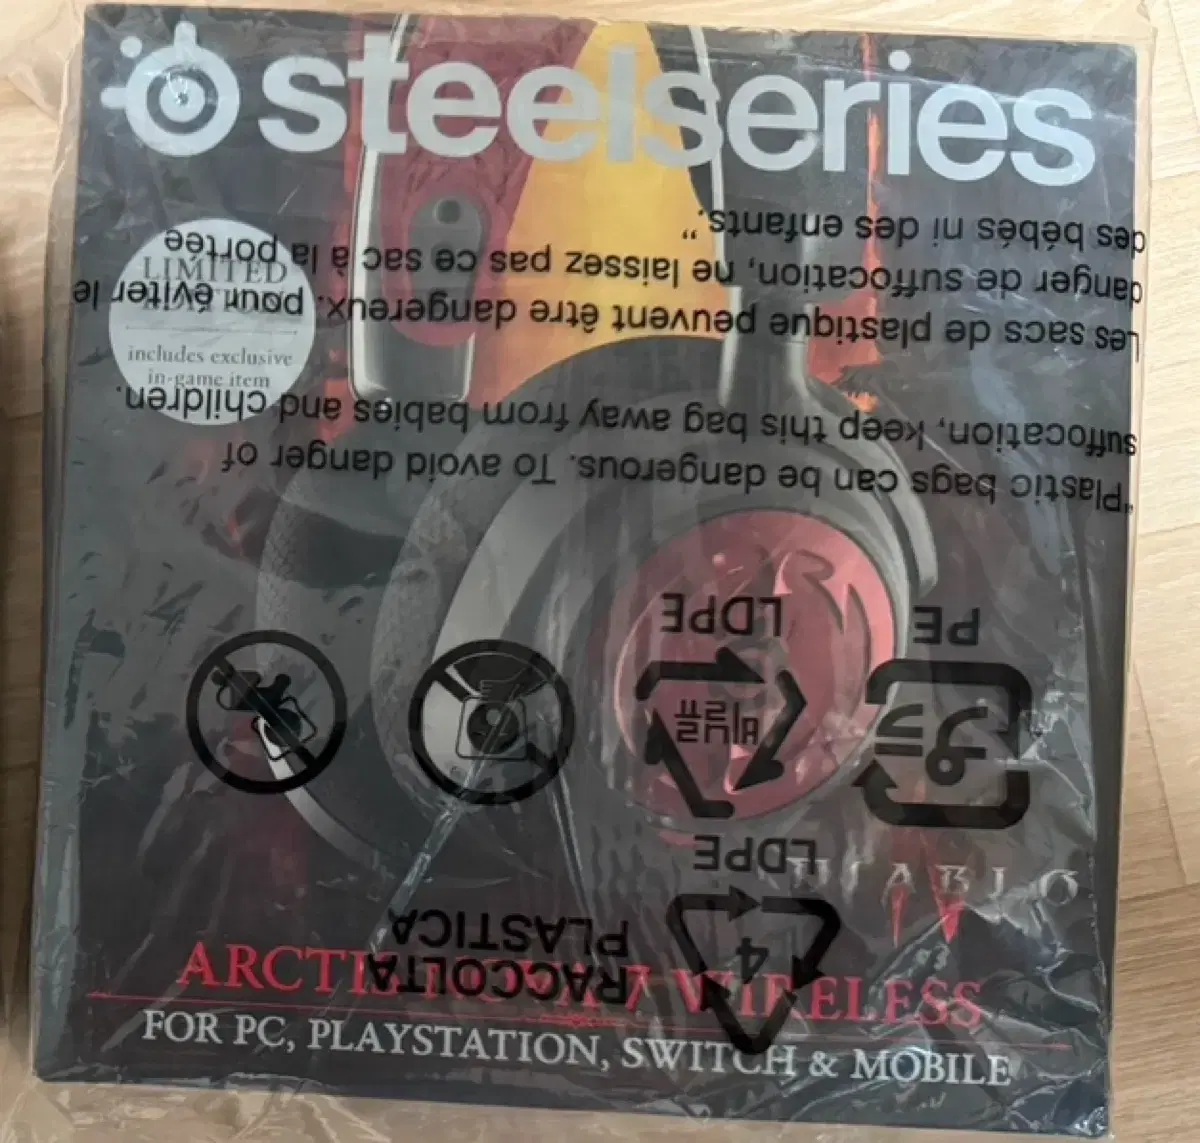 steelseries
LIMITED
EDITION
includes exclusive
in-game item
"Plastic bags can be dangerous. To avoid danger of
suffocation, keep this bag away from babies and children.
Les sacs de plastique peuvent être dangereux. pour éviter le
danger de suffocation, ne laissez pas ce sac à la portée
des bébés ni des enfants."
PE
LDPE
비닐류
LDPE
4
RACCOLTA
PLASTICA
DIABLO
IV
ARCTIS NOVA 7 WIRELESS
FOR PC, PLAYSTATION, SWITCH & MOBILE